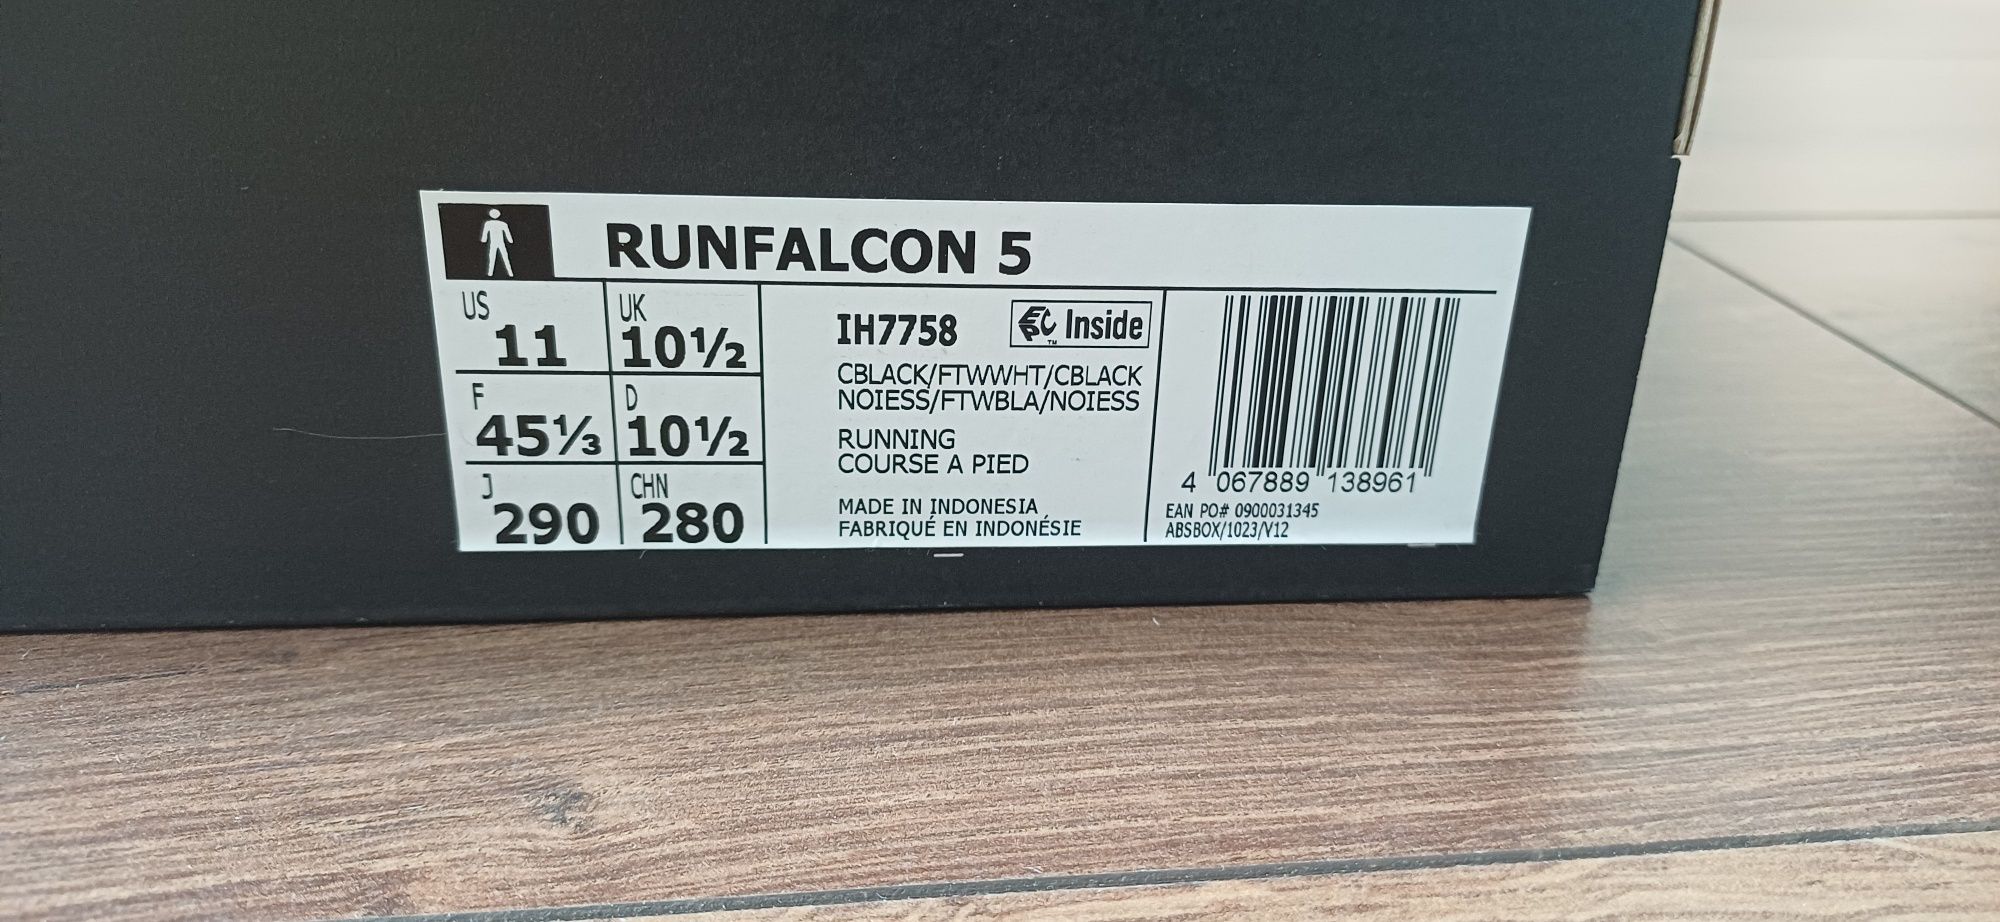 RUNFALCON 5
US
11
UK
10½
F
45⅓
D
10½
J
290
CHN
280
IH7758
EPC Inside
™
CBLACK/FTWWHT/CBLACK
NOIESS/FTWBLA/NOIESS
RUNNING
COURSE A PIED
MADE IN INDONESIA
FABRIQUÉ EN INDONÉSIE
4 067889 138961
EAN PO# 0900031345
ABSBOX/1023/V12